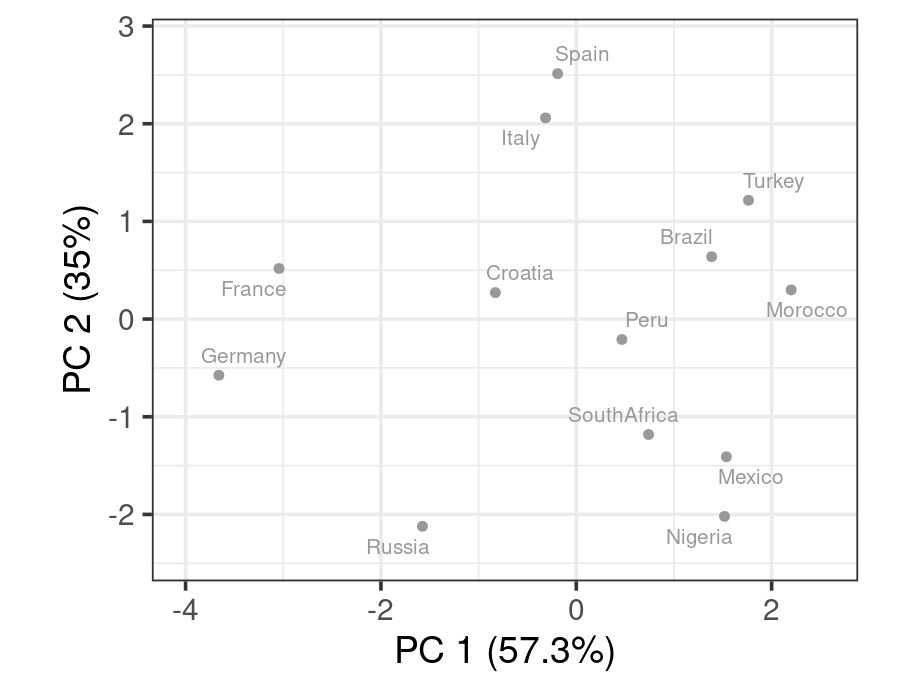 3
Spain
2
Italy
Turkey
1
Brazil
France
Croatia
Morocco
0
Peru
Germany
-1
SouthAfrica
Mexico
-2
Nigeria
Russia
PC 2 (35%)
-4
-2
0
2
PC 1 (57.3%)